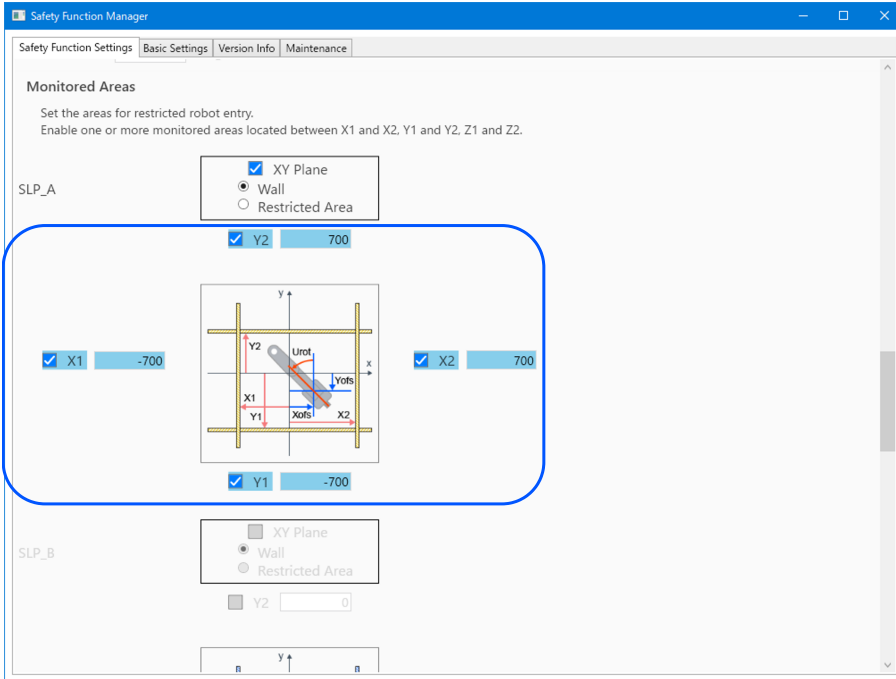 Safety Function Manager
Safety Function Settings Basic Settings Version Info Maintenance
Monitored Areas
Set the areas for restricted robot entry.
Enable one or more monitored areas located between X1 and X2, Y1 and Y2, Z1 and Z2.
SLP_A
XY Plane
Wall
Restricted Area
Y2 700
y
Y2
Urot
x
X1 -700
X2 700
Yofs
X1
Y1
Xofs
X2
Y1 -700
SLP_B
XY Plane
Wall
Restricted Area
Y2 0
y